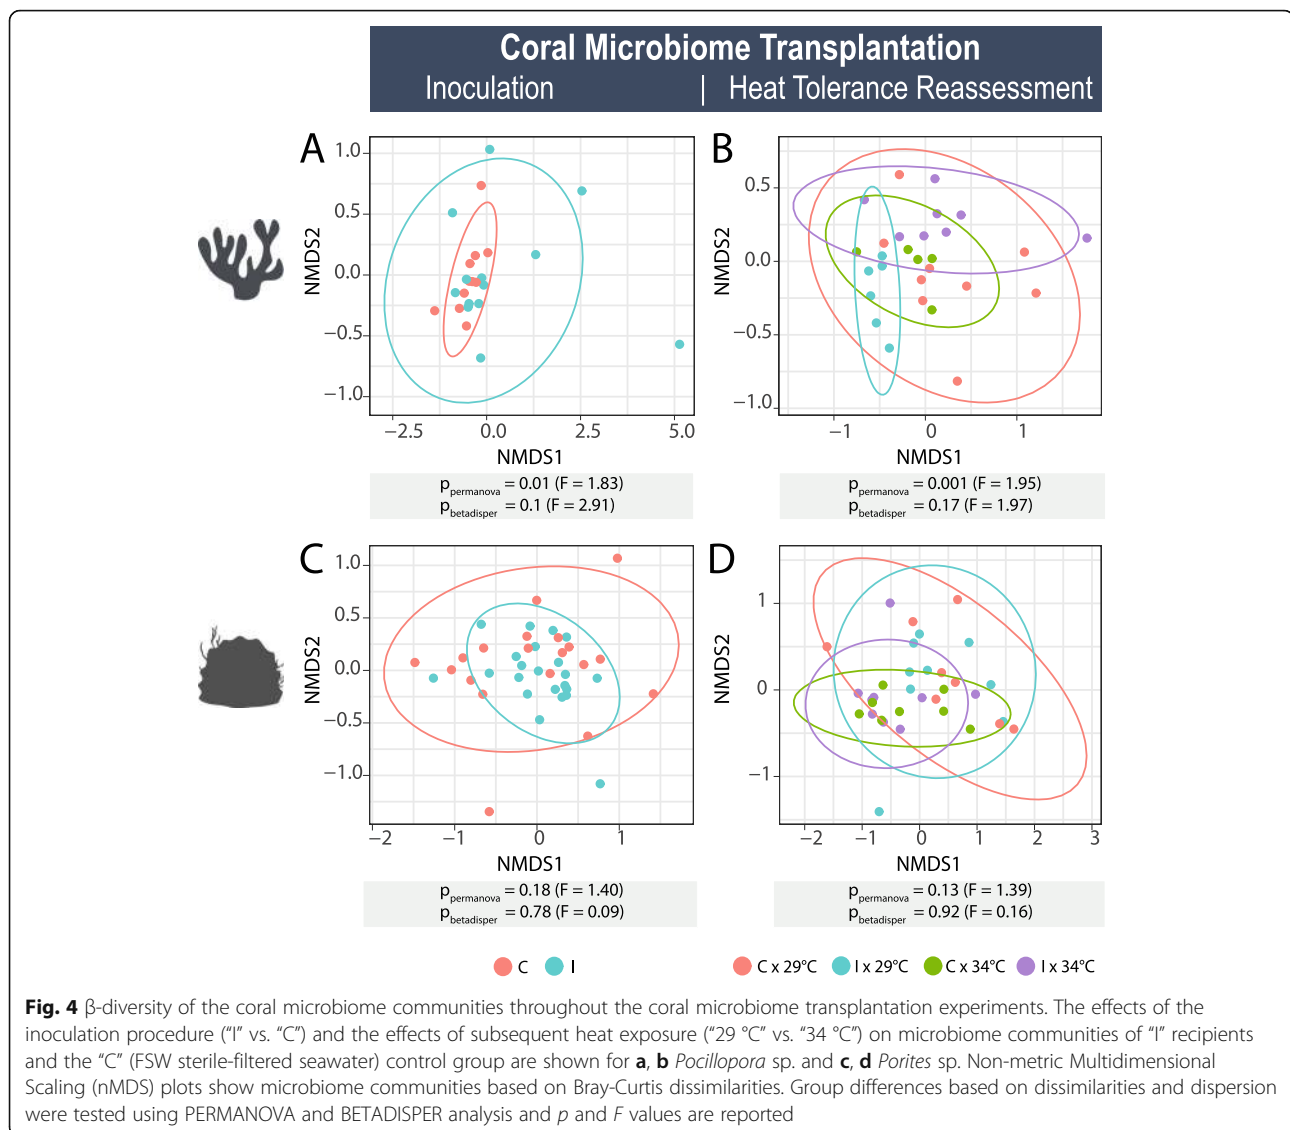 Coral Microbiome Transplantation
Inoculation | Heat Tolerance Reassessment
A
1.0
0.5
0.0
−0.5
−1.0
NMDS2
−2.5 0.0 2.5 5.0
NMDS1
p permanova = 0.01 (F = 1.83)
p betadisper = 0.1 (F = 2.91)
B
0.5
0.0
−0.5
−1.0
NMDS2
−1 0 1
NMDS1
p permanova = 0.001 (F = 1.95)
p betadisper = 0.17 (F = 1.97)
C
1.0
0.5
0.0
−0.5
−1.0
NMDS2
−2 −1 0 1
NMDS1
p permanova = 0.18 (F = 1.40)
p betadisper = 0.78 (F = 0.09)
D
1
0
−1
NMDS2
−2 −1 0 1 2 3
NMDS1
p permanova = 0.13 (F = 1.39)
p betadisper = 0.92 (F = 0.16)
C I
C x 29°C I x 29°C C x 34°C I x 34°C
Fig. 4 β-diversity of the coral microbiome communities throughout the coral microbiome transplantation experiments. The effects of the
inoculation procedure (“I” vs. “C”) and the effects of subsequent heat exposure (“29 °C” vs. “34 °C”) on microbiome communities of “I” recipients
and the “C” (FSW sterile-filtered seawater) control group are shown for a, b Pocillopora sp. and c, d Porites sp. Non-metric Multidimensional
Scaling (nMDS) plots show microbiome communities based on Bray-Curtis dissimilarities. Group differences based on dissimilarities and dispersion
were tested using PERMANOVA and BETADISPER analysis and p and F values are reported